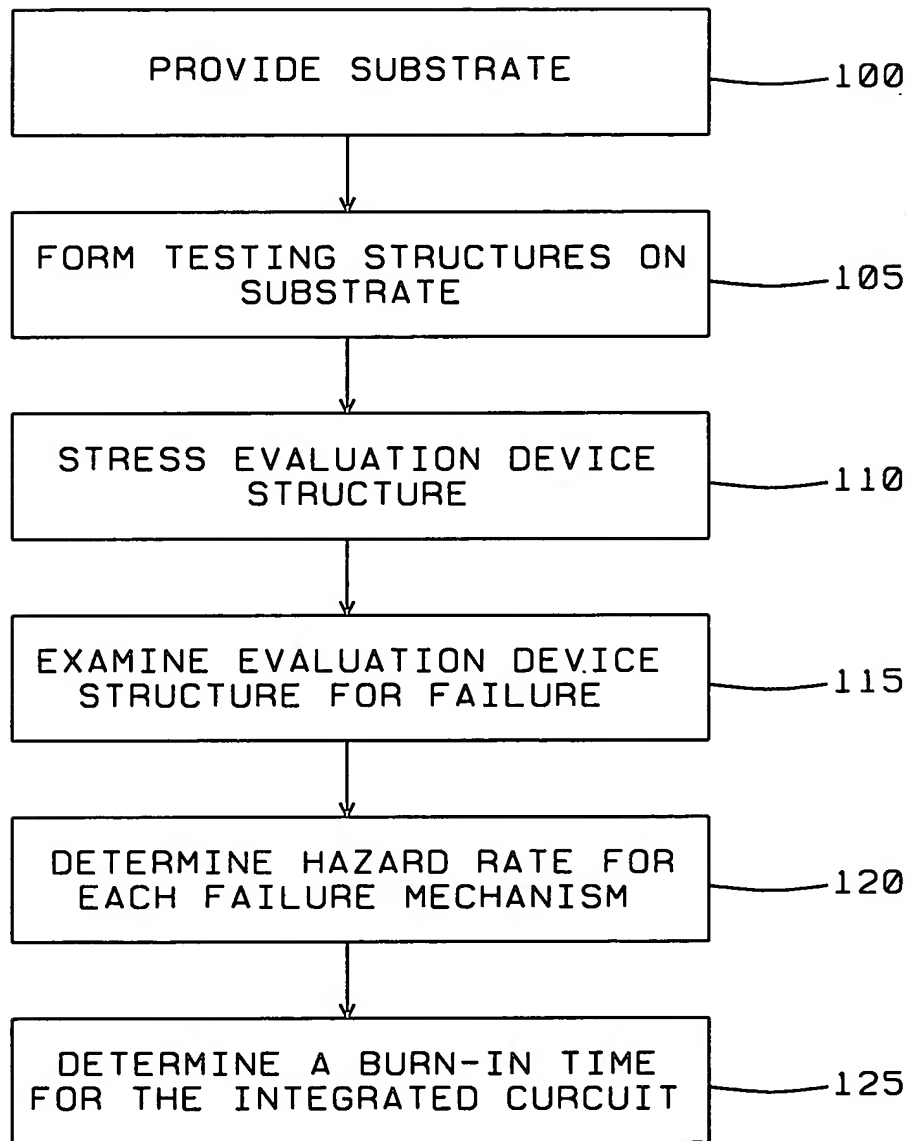 PROVIDE SUBSTRATE
100
FORM TESTING STRUCTURES ON
SUBSTRATE
105
STRESS EVALUATION DEVICE
STRUCTURE
110
EXAMINE EVALUATION DEVICE
STRUCTURE FOR FAILURE
115
DETERMINE HAZARD RATE FOR
EACH FAILURE MECHANISM
120
DETERMINE A BURN-IN TIME
FOR THE INTEGRATED CURCUIT
125